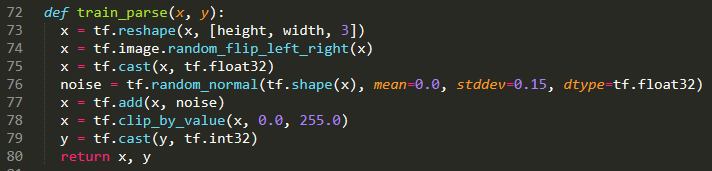 72 def train_parse(x, y):
73 x = tf.reshape(x, [height, width, 3])
74 x = tf.image.random_flip_left_right(x)
75 x = tf.cast(x, tf.float32)
76 noise = tf.random_normal(tf.shape(x), mean=0.0, stddev=0.15, dtype=tf.float32)
77 x = tf.add(x, noise)
78 x = tf.clip_by_value(x, 0.0, 255.0)
79 y = tf.cast(y, tf.int32)
80 return x, y